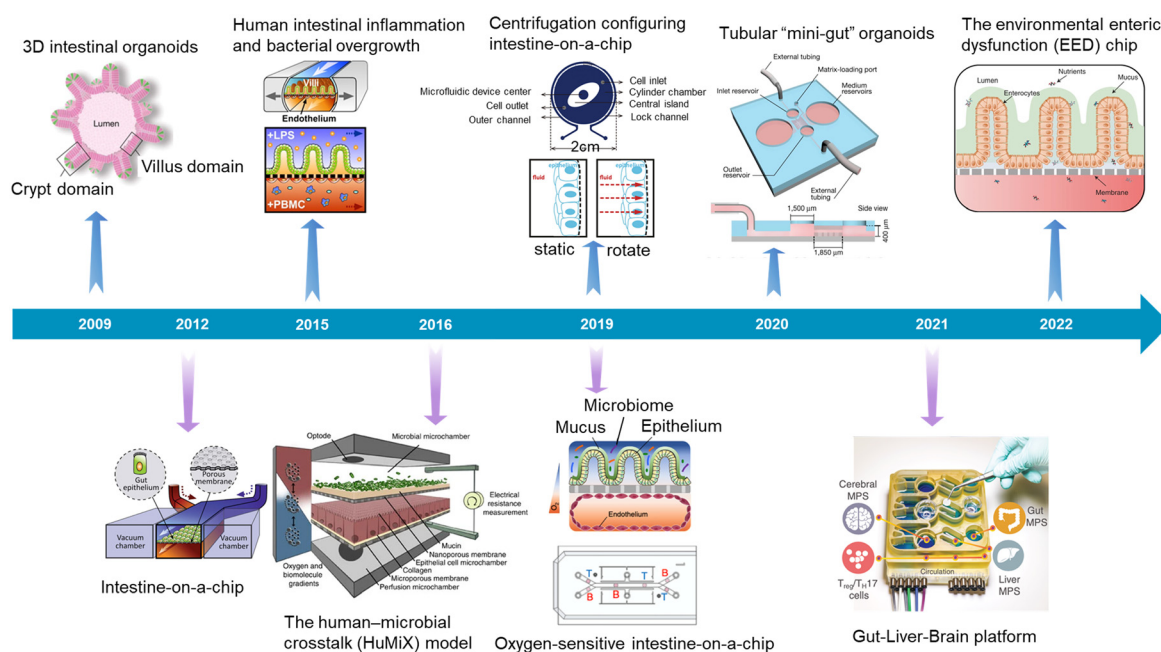 3D intestinal organoids
Lumen
Villus domain
Crypt domain
Human intestinal inflammation
and bacterial overgrowth
Villi
Endothelium
+LPS
+PBMC
Centrifugation configuring
intestine-on-a-chip
Microfluidic device center
Cell outlet
Outer channel
Cell inlet
Cylinder chamber
Central island
Lock channel
2cm
epithelium
fluid
epithelium
fluid
static
rotate
Tubular “mini-gut” organoids
External tubing
Matrix-loading port
Inlet reservoir
Medium
reservoirs
Outlet
reservoir
External
tubing
1,500 μm
Side view
400 μm
1,850 μm
The environmental enteric
dysfunction (EED) chip
Lumen
Nutrients
Mucus
Enterocytes
Membrane
2009
2012
2015
2016
2019
2020
2021
2022
Gut
epithelium
Porous
membrane
Vacuum
chamber
Vacuum
chamber
Intestine-on-a-chip
Optode
Microbial microchamber
Electrical
resistance
measurement
Mucin
Nanoporous membrane
Epithelial cell microchamber
Collagen
Microporous membrane
Perfusion microchamber
Oxygen and
biomolecule
gradients
The human–microbial
crosstalk (HuMiX) model
Microbiome
Mucus
Epithelium
Endothelium
T
T
B
B
B
B
T
Oxygen-sensitive intestine-on-a-chip
Cerebral
MPS
Gut
MPS
Treg/TH17
cells
Circulation
Liver
MPS
Gut-Liver-Brain platform